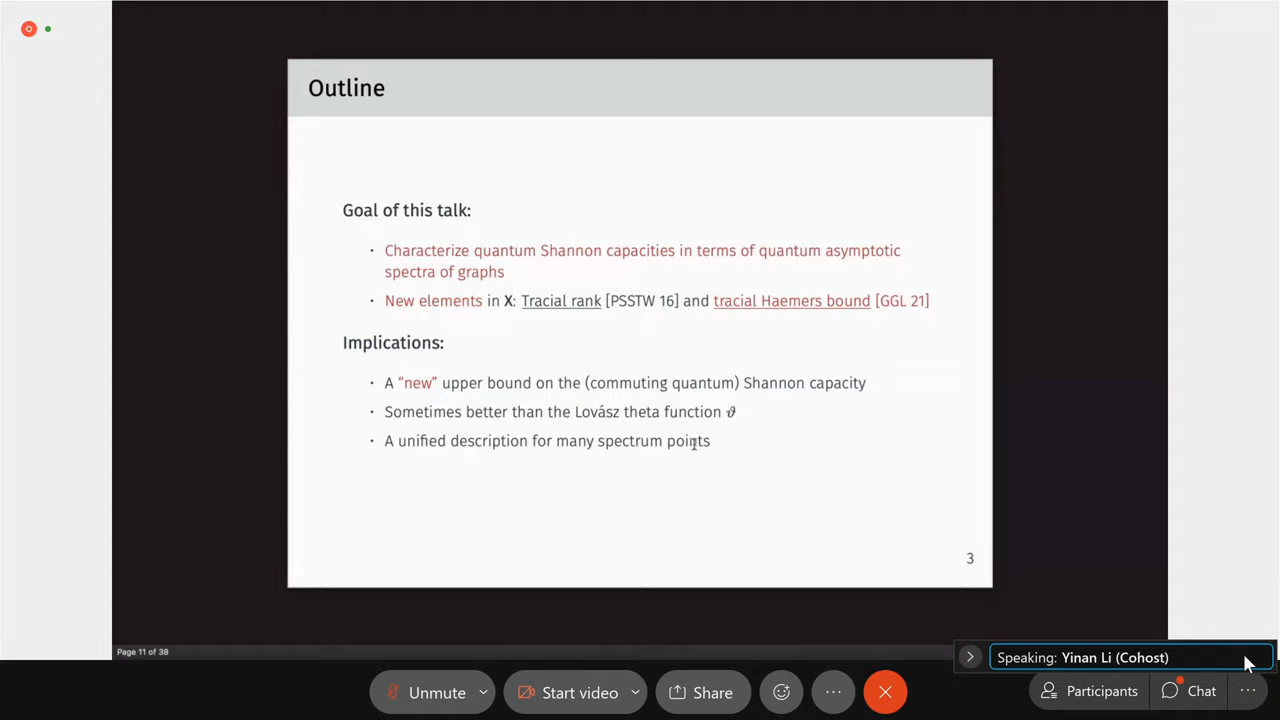 Outline
Goal of this talk:
· Characterize quantum Shannon capacities in terms of quantum asymptotic
spectra of graphs
· New elements in X: Tracial rank [PSSTW 16] and tracial Haemers bound [GGL 21]
Implications:
· A “new” upper bound on the (commuting quantum) Shannon capacity
· Sometimes better than the Lovász theta function ϑ
· A unified description for many spectrum points
3
Page 11 of 38
Speaking: Yinan Li (Cohost)
Unmute
Start video
Share
Participants
Chat